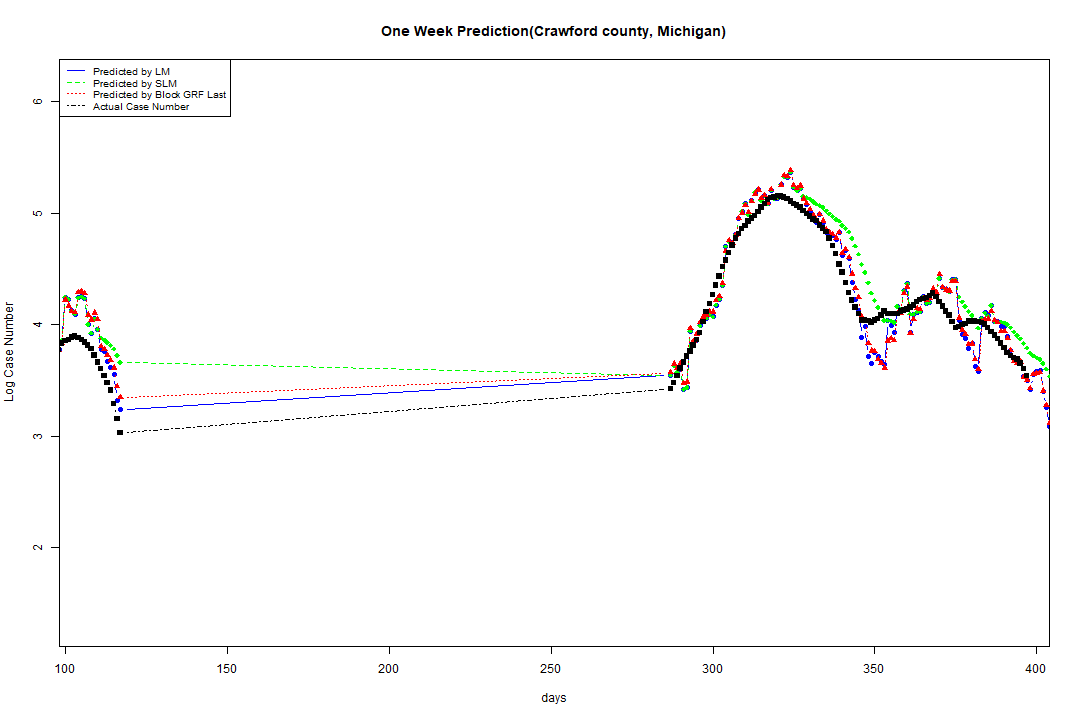 One Week Prediction(Crawford county, Michigan)
Predicted by LM
Predicted by SLM
Predicted by Block GRF Last
Actual Case Number
6
5
4
3
2
Log Case Number
100 150 200 250 300 350 400
days